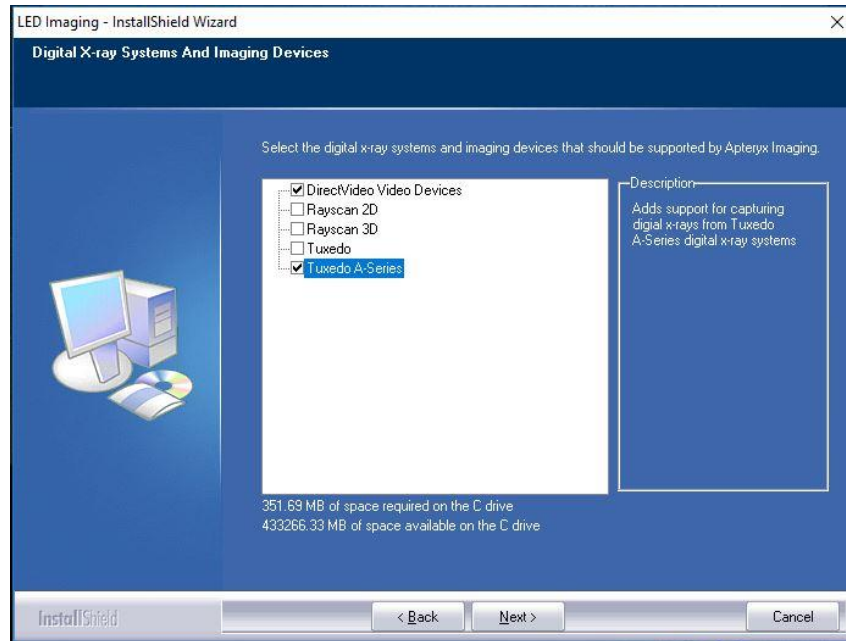 LED Imaging - InstallShield Wizard
Digital X-ray Systems And Imaging Devices
Select the digital x-ray systems and imaging devices that should be supported by Apteryx Imaging.
DirectVideo Video Devices
Rayscan 2D
Rayscan 3D
Tuxedo
Tuxedo A-Series
Description
Adds support for capturing
digial x-rays from Tuxedo
A-Series digital x-ray systems
351.69 MB of space required on the C drive
433266.33 MB of space available on the C drive
InstallShield
< Back
Next >
Cancel